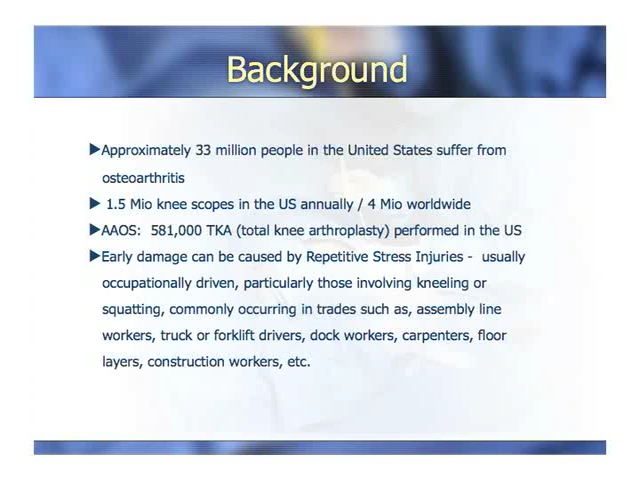 Background
▶Approximately 33 million people in the United States suffer from
osteoarthritis
▶ 1.5 Mio knee scopes in the US annually / 4 Mio worldwide
▶AAOS:  581,000 TKA (total knee arthroplasty) performed in the US
▶Early damage can be caused by Repetitive Stress Injuries -  usually
occupationally driven, particularly those involving kneeling or
squatting, commonly occurring in trades such as, assembly line
workers, truck or forklift drivers, dock workers, carpenters, floor
layers, construction workers, etc.